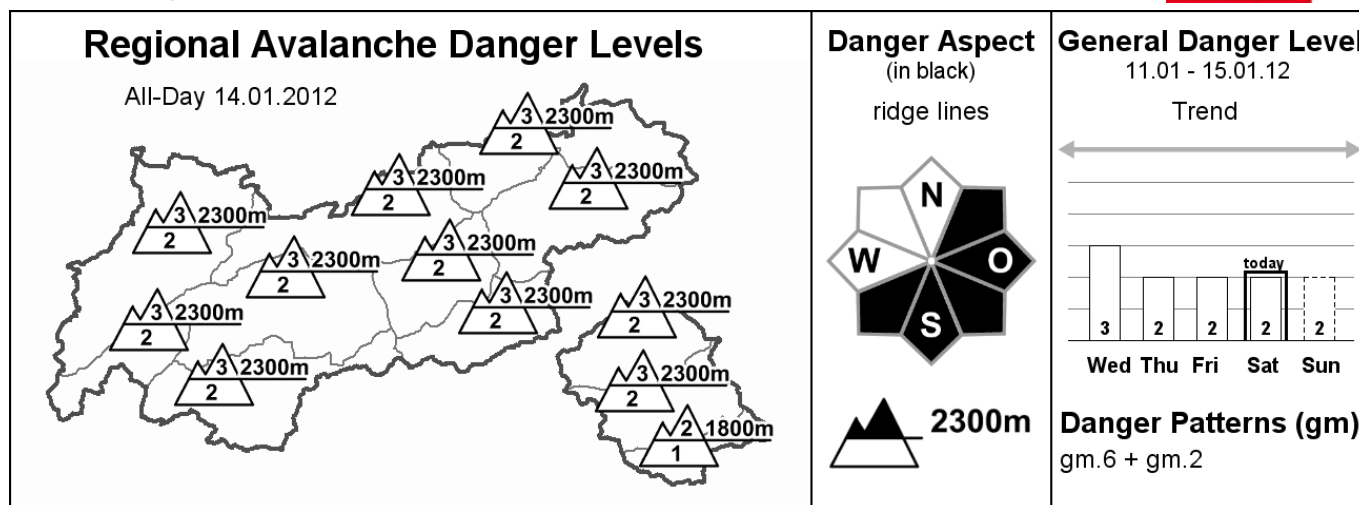 Regional Avalanche Danger Levels
All-Day 14.01.2012
3 2300m
2
3 2300m
2
3 2300m
2
3 2300m
2
3 2300m
2
3 2300m
2
3 2300m
2
3 2300m
2
3 2300m
2
3 2300m
2
3 2300m
2
3 2300m
2
2 1800m
1
Danger Aspect
(in black)
ridge lines
N
W O
S
2300m
General Danger Level
11.01 - 15.01.12
Trend
today
3 2 2 2 2
Wed Thu Fri Sat Sun
Danger Patterns (gm)
gm.6 + gm.2